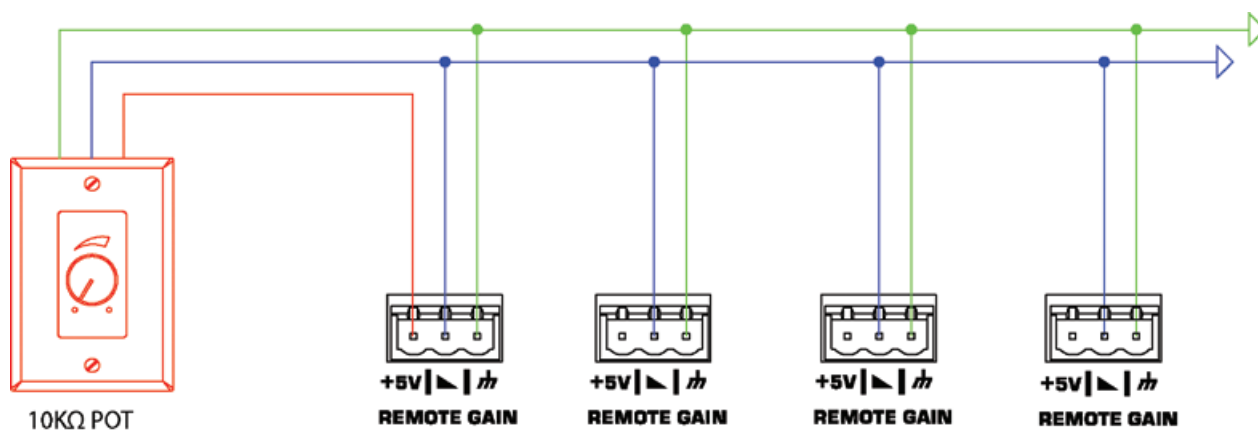 +5V
REMOTE GAIN
+5V
REMOTE GAIN
+5V
REMOTE GAIN
+5V
REMOTE GAIN
10KΩ POT